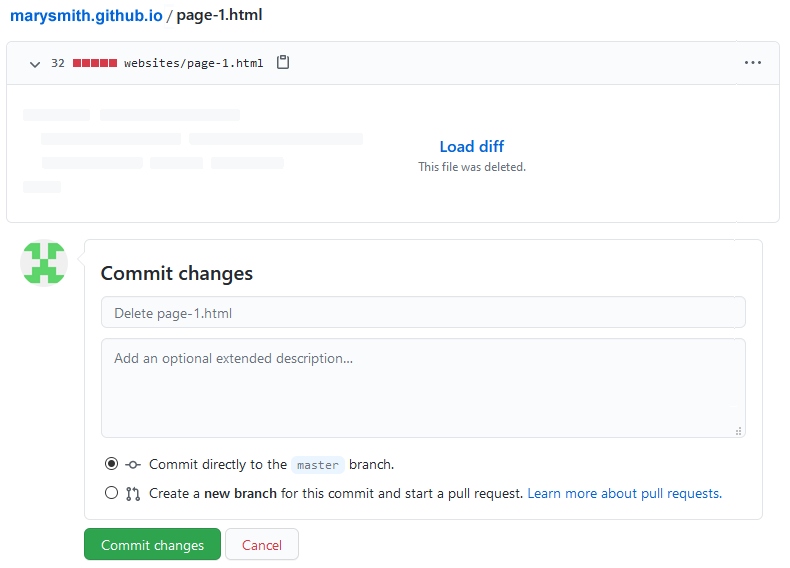 marysmith.github.io / page-1.html
32 websites/page-1.html
Load diff
This file was deleted.
Commit changes
Delete page-1.html
Add an optional extended description...
Commit directly to the master branch.
Create a new branch for this commit and start a pull request. Learn more about pull requests.
Commit changes Cancel